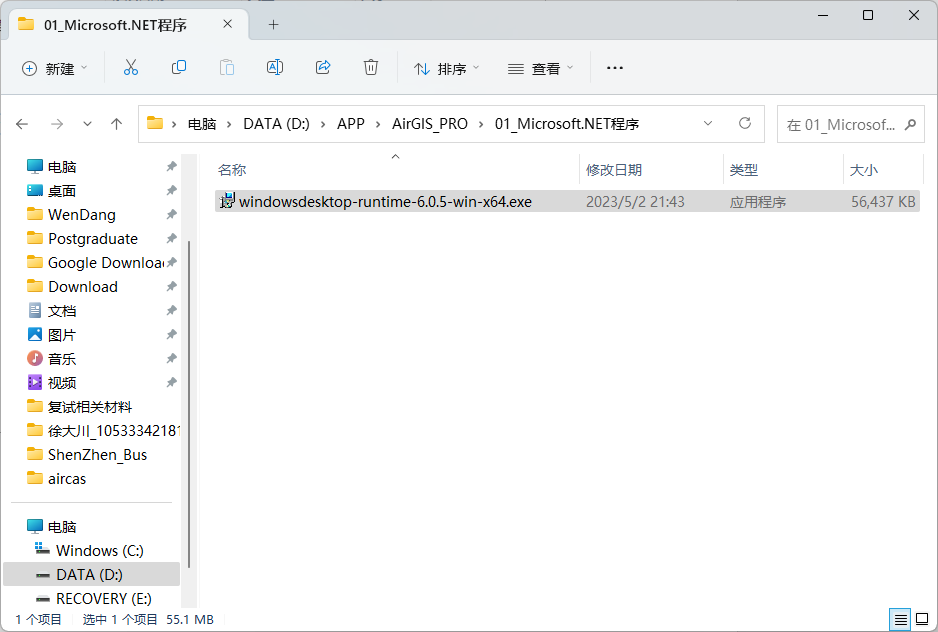 01_Microsoft.NET程序
新建
排序
查看
电脑 DATA (D:) APP AirGIS_PRO 01_Microsoft.NET程序
在 01_Microsof...
名称 修改日期 类型 大小
windowsdesktop-runtime-6.0.5-win-x64.exe 2023/5/2 21:43 应用程序 56,437 KB
电脑
桌面
WenDang
Postgraduate
Google Downloa
Download
文档
图片
音乐
视频
复试相关材料
徐大川_10533342181
ShenZhen_Bus
aircas
电脑
Windows (C:)
DATA (D:)
RECOVERY (E:)
1 个项目 选中 1 个项目 55.1 MB